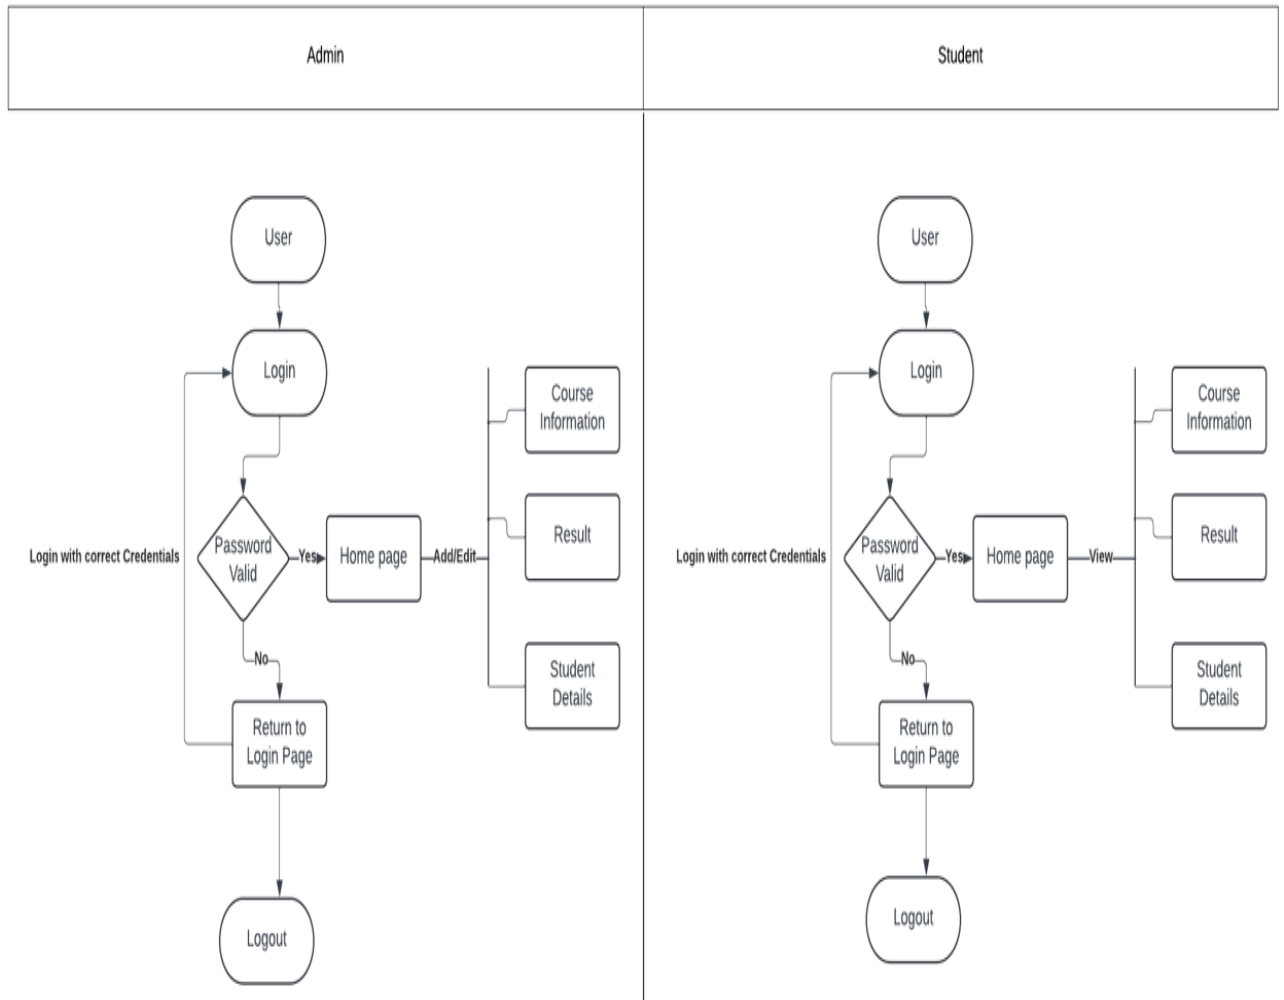 Admin
Student
User
Login
Course
Information
Result
Password
Valid
Yes
Home page
Add/Edit
Login with correct Credentials
No
Student
Details
Return to
Login Page
Logout
User
Login
Course
Information
Result
Password
Valid
Yes
Home page
View
Login with correct Credentials
No
Student
Details
Return to
Login Page
Logout